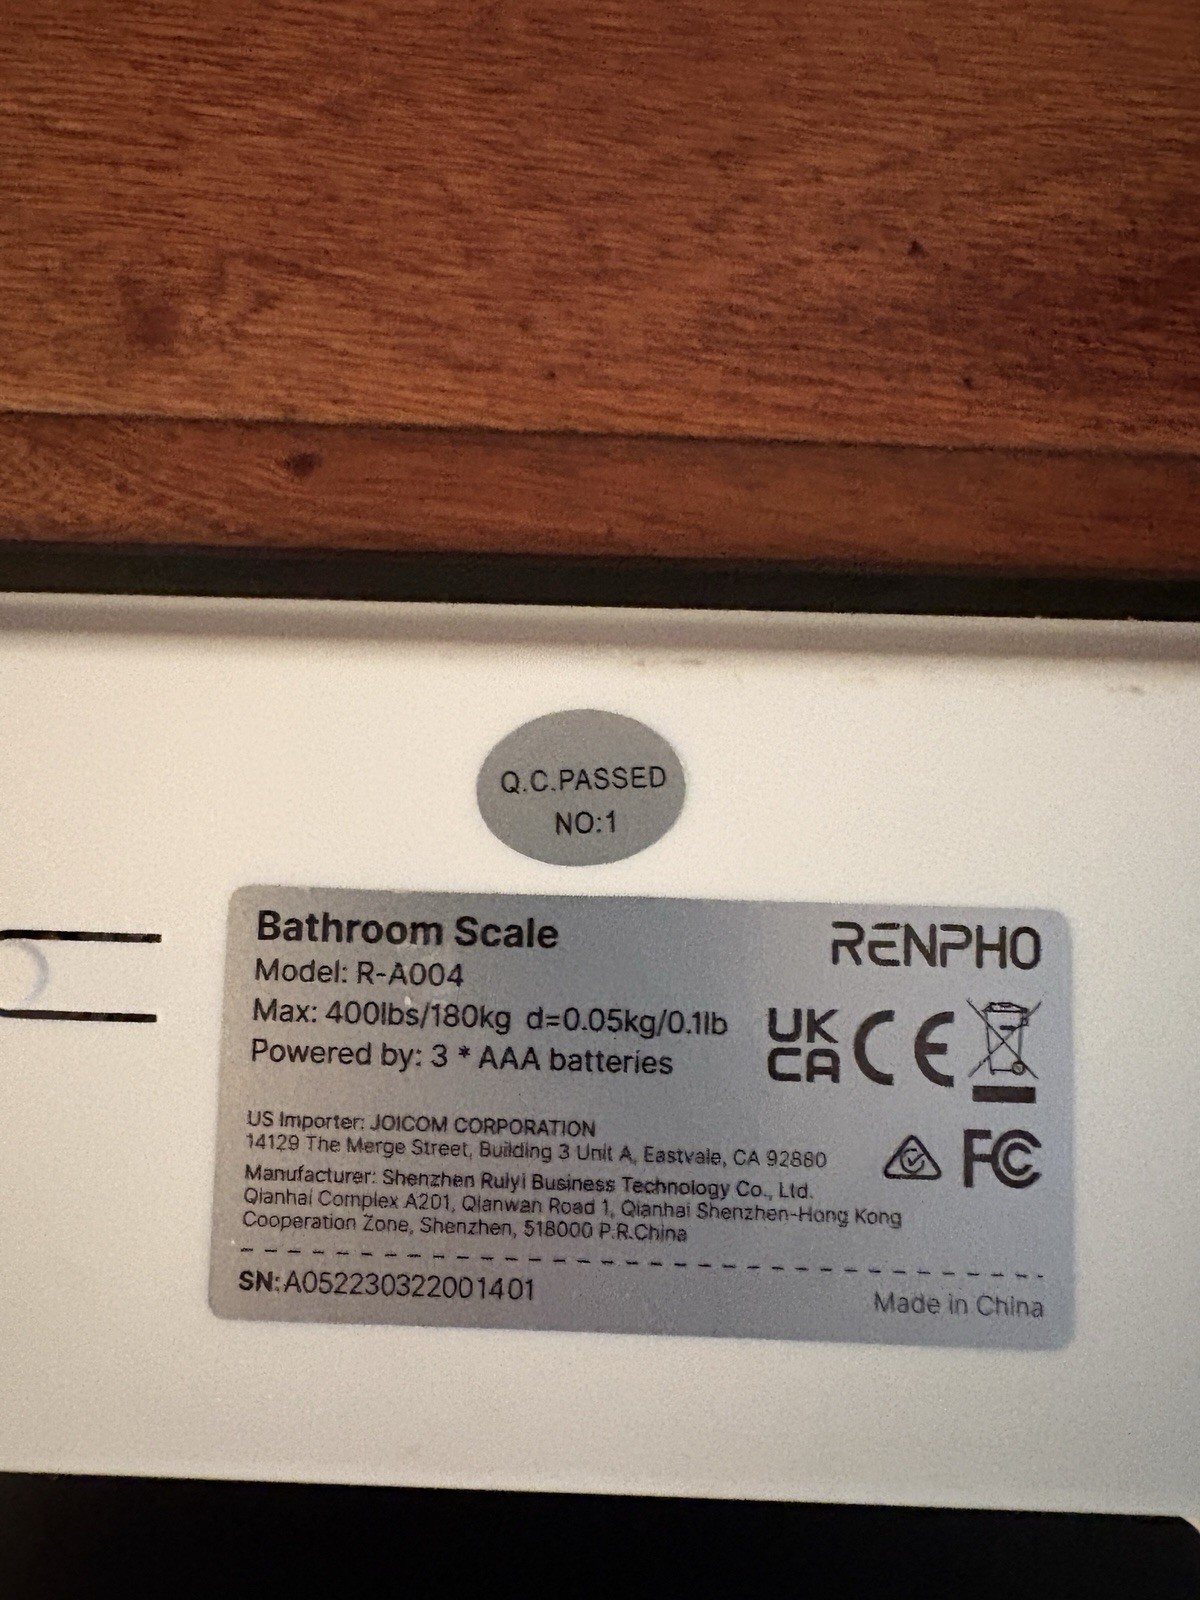 Q.C.PASSED
NO:1
Bathroom Scale
RENPHO
Model: R-A004
Max: 400lbs/180kg d=0.05kg/0.1lb
Powered by: 3 * AAA batteries
UK
CA CE
US Importer: JOICOM CORPORATION
14129 The Merge Street, Building 3 Unit A, Eastvale, CA 92880
FC
Manufacturer: Shenzhen Ruiyi Business Technology Co., Ltd.
Qianhai Complex A201, Qianwan Road 1, Qianhai Shenzhen-Hong Kong
Cooperation Zone, Shenzhen, 518000 P.R.China
SN:A052230322001401
Made in China